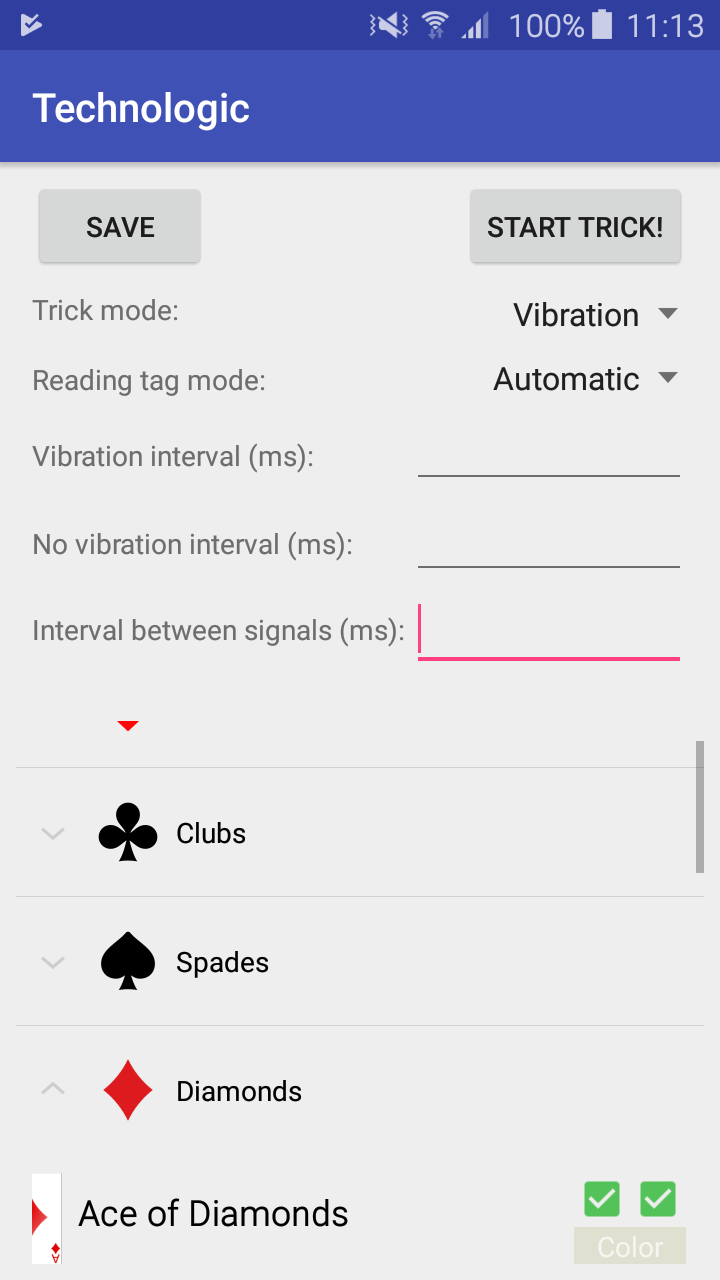 100% 11:13
Technologic
SAVE
START TRICK!
Trick mode:
Vibration
Reading tag mode:
Automatic
Vibration interval (ms):
No vibration interval (ms):
Interval between signals (ms):
Clubs
Spades
Diamonds
Ace of Diamonds
A
Color